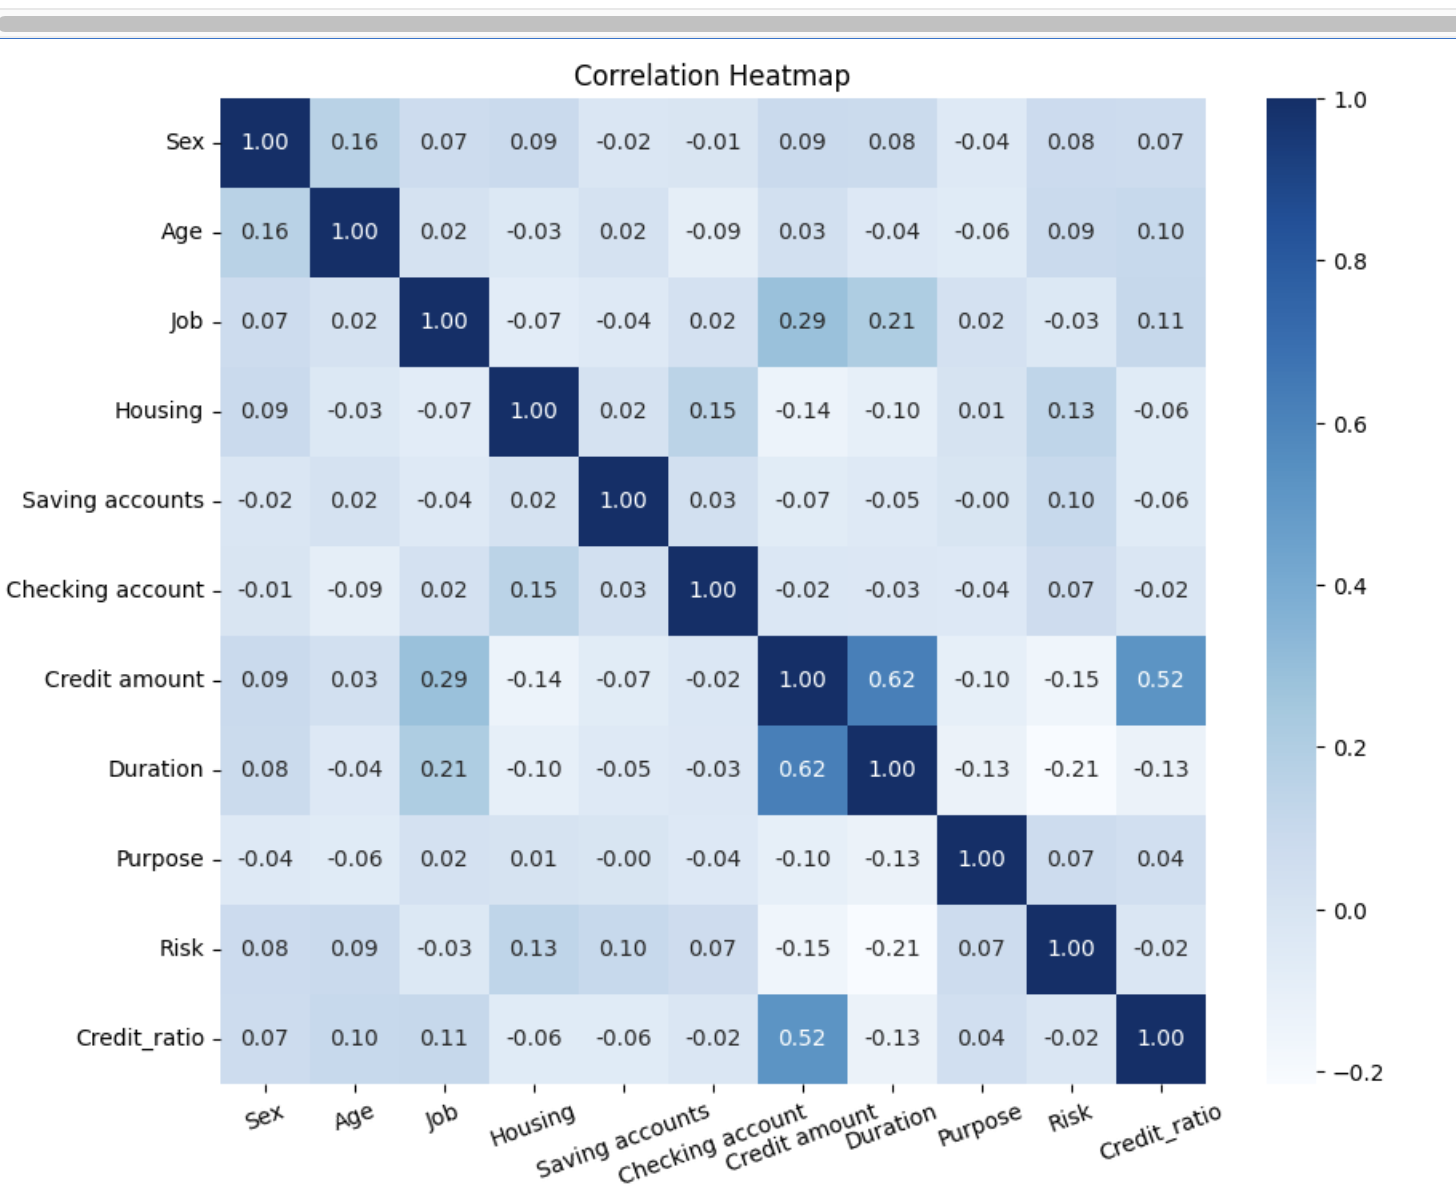 Correlation Heatmap
Sex 1.00 0.16 0.07 0.09 -0.02 -0.01 0.09 0.08 -0.04 0.08 0.07
Age 0.16 1.00 0.02 -0.03 0.02 -0.09 0.03 -0.04 -0.06 0.09 0.10
Job 0.07 0.02 1.00 -0.07 -0.04 0.02 0.29 0.21 0.02 -0.03 0.11
Housing 0.09 -0.03 -0.07 1.00 0.02 0.15 -0.14 -0.10 0.01 0.13 -0.06
Saving accounts -0.02 0.02 -0.04 0.02 1.00 0.03 -0.07 -0.05 -0.00 0.10 -0.06
Checking account -0.01 -0.09 0.02 0.15 0.03 1.00 -0.02 -0.03 -0.04 0.07 -0.02
Credit amount 0.09 0.03 0.29 -0.14 -0.07 -0.02 1.00 0.62 -0.10 -0.15 0.52
Duration 0.08 -0.04 0.21 -0.10 -0.05 -0.03 0.62 1.00 -0.13 -0.21 -0.13
Purpose -0.04 -0.06 0.02 0.01 -0.00 -0.04 -0.10 -0.13 1.00 0.07 0.04
Risk 0.08 0.09 -0.03 0.13 0.10 0.07 -0.15 -0.21 0.07 1.00 -0.02
Credit_ratio 0.07 0.10 0.11 -0.06 -0.06 -0.02 0.52 -0.13 0.04 -0.02 1.00
Sex Age Job Housing Saving accounts Checking account Credit amount Duration Purpose Risk Credit_ratio
1.0
0.8
0.6
0.4
0.2
0.0
−0.2